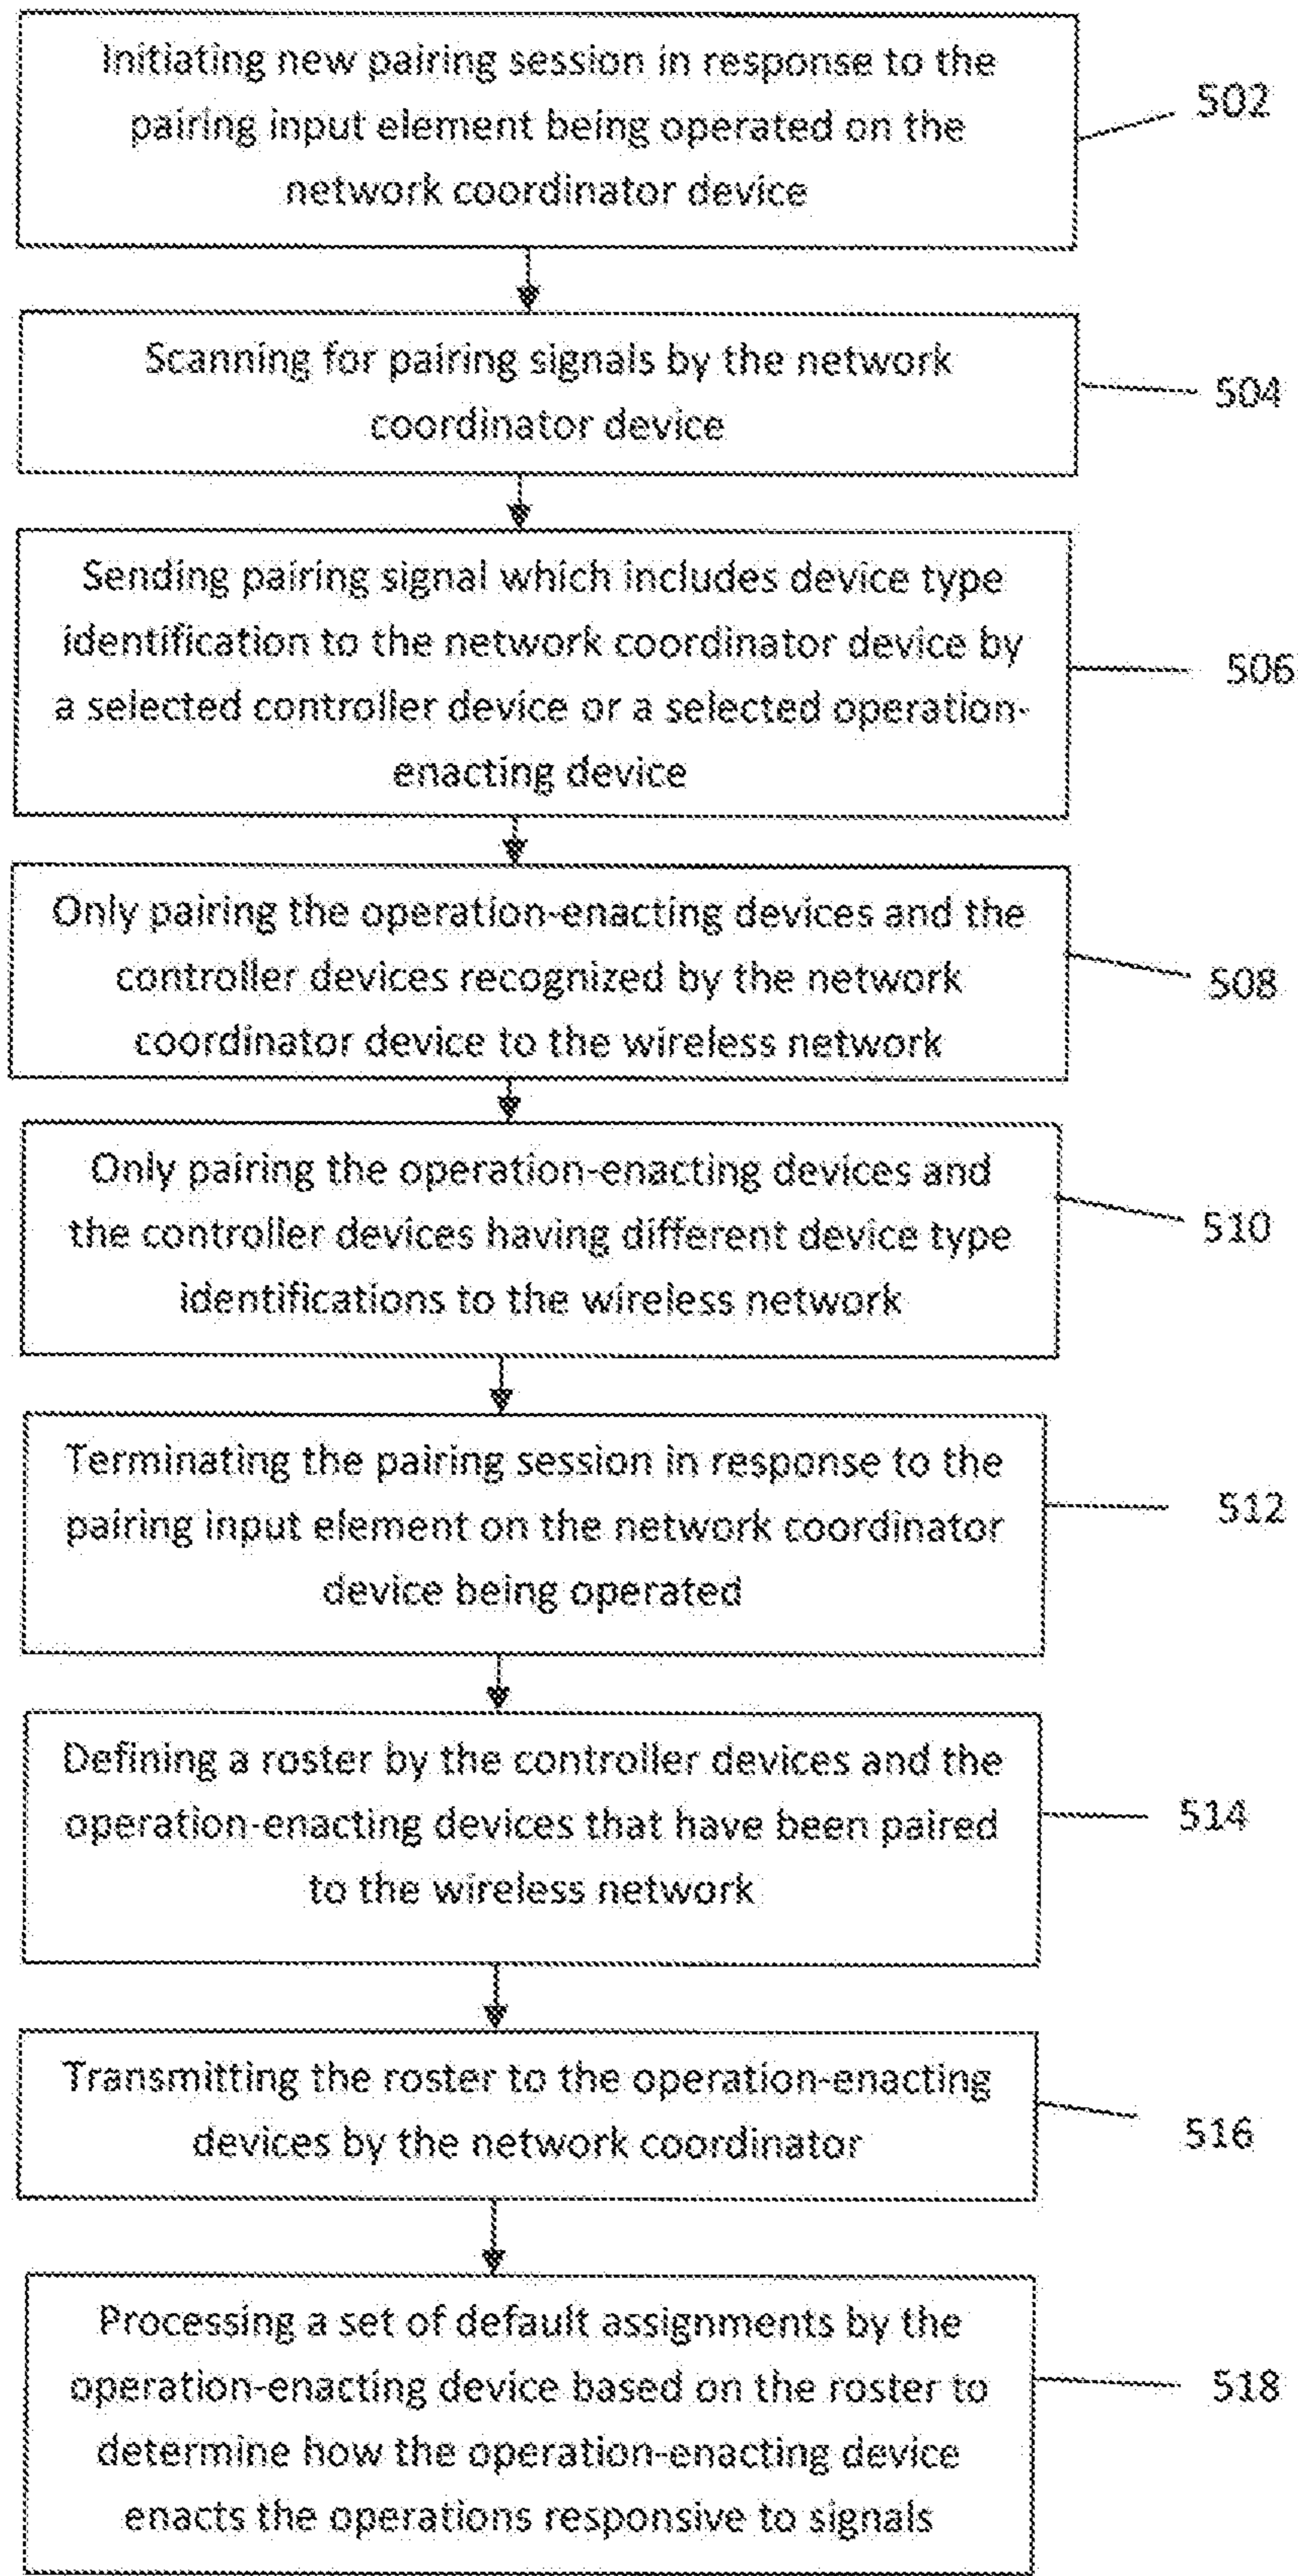 Initiating new pairing session in response to the
pairing input element being operated on the
network coordinator device
502
Scanning for pairing signals by the network
coordinator device
504
Sending pairing signal which includes device type
identification to the network coordinator device by
a selected controller device or a selected operation-
enacting device
506
Only pairing the operation-enacting devices and the
controller devices recognized by the network
coordinator device to the wireless network
508
Only pairing the operation-enacting devices and
the controller devices having different device type
identifications to the wireless network
510
Terminating the pairing session in response to the
pairing input element on the network coordinator
device being operated
512
Defining a roster by the controller devices and the
operation-enacting devices that have been paired
to the wireless network
514
Transmitting the roster to the operation-enacting
devices by the network coordinator
516
Processing a set of default assignments by the
operation-enacting device based on the roster to
determine how the operation-enacting device
enacts the operations responsive to signals
518